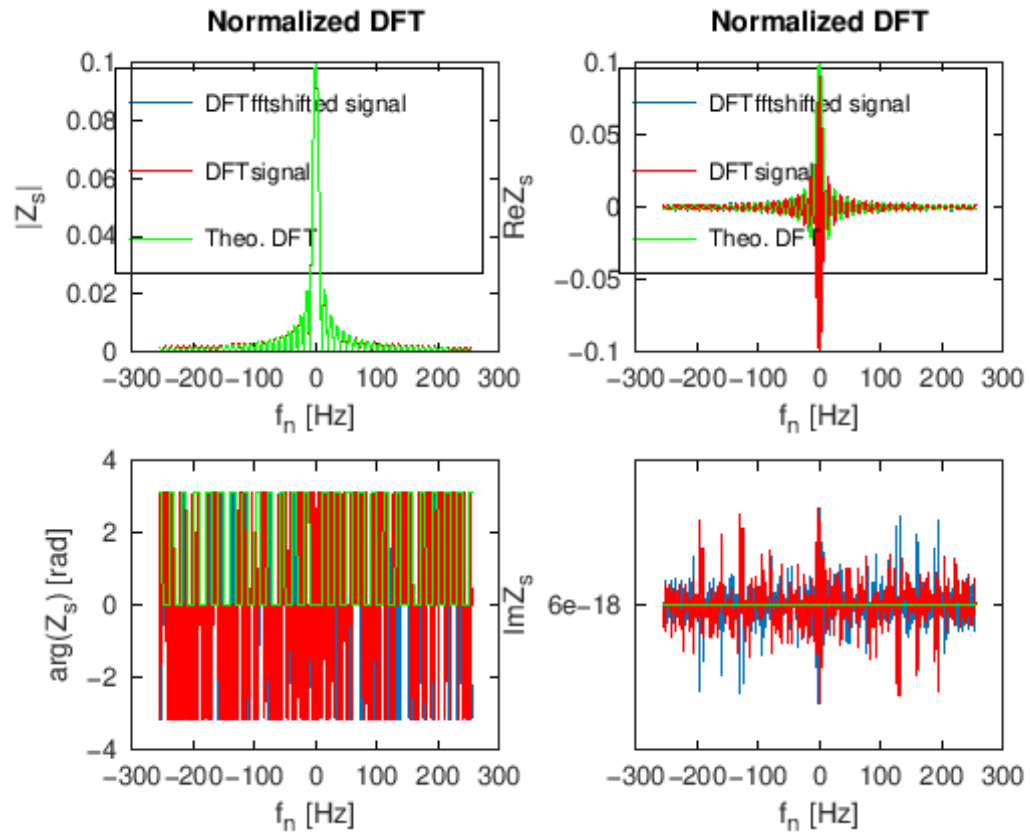 Normalized DFT
|Z_s|
0.1
0.08
0.06
0.04
0.02
0
DFTfftshifted signal
DFTsignal
Theo. DFT
−300 −200 −100 0 100 200 300
f_n [Hz]
Normalized DFT
ReZ_s
0.1
0.05
0
−0.05
−0.1
DFTfftshifted signal
DFTsignal
Theo. DFT
−300 −200 −100 0 100 200 300
f_n [Hz]
arg(Z_s) [rad]
4
2
0
−2
−4
−300 −200 −100 0 100 200 300
f_n [Hz]
ImZ_s
6e−18
−300 −200 −100 0 100 200 300
f_n [Hz]